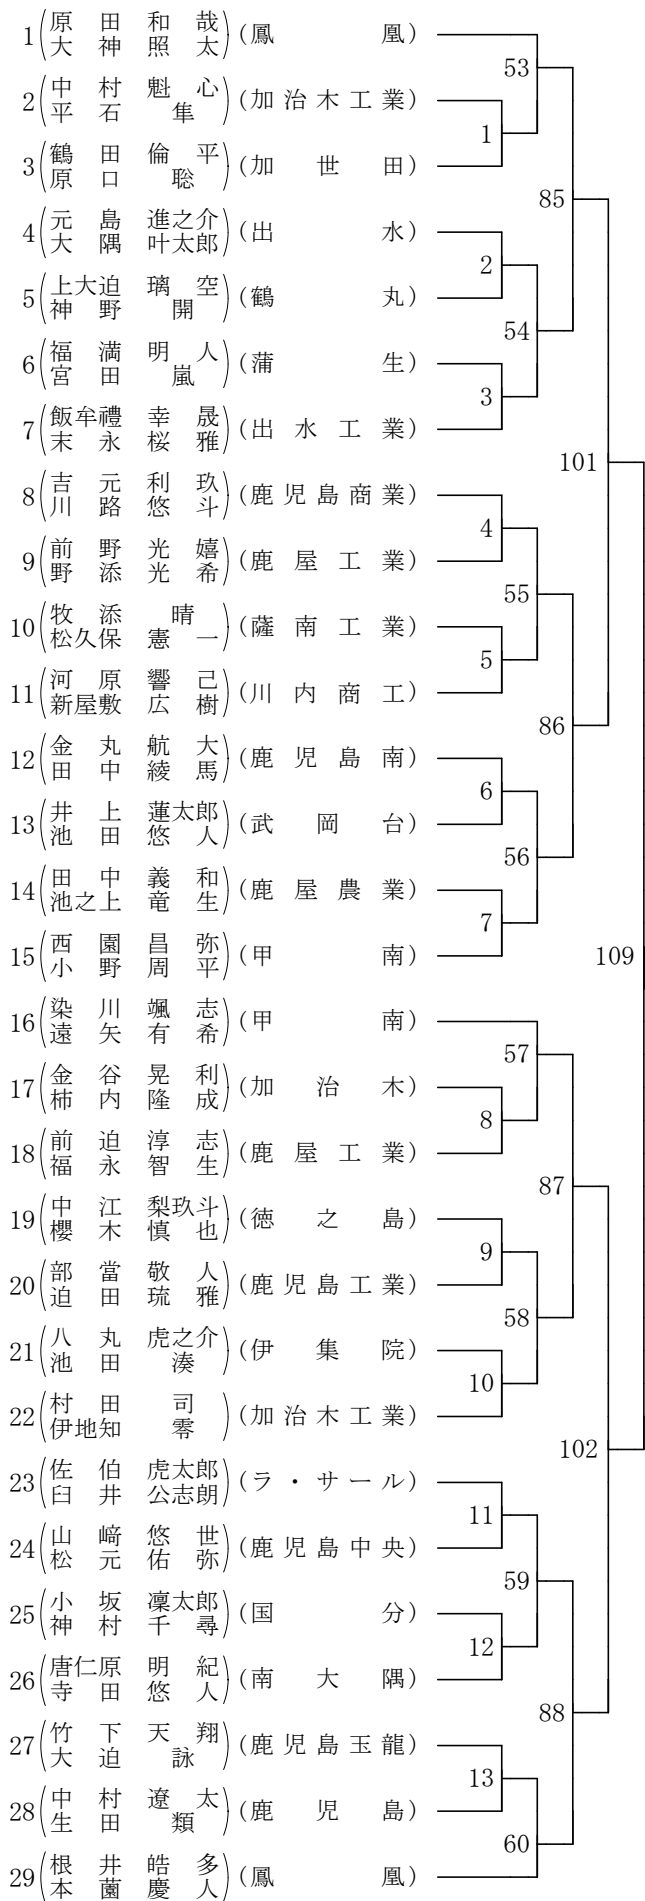 1(原田和哉 大神照太)(鳳凰)
53
2(中村魁心 平石隼)(加治木工業)
1
3(鶴田倫平 原口聡)(加世田)
85
4(元島進之介 大隅叶太郎)(出水)
2
5(上大迫璃空 神野開)(鶴丸)
54
6(福満明人 宮田嵐)(蒲生)
3
7(飯牟禮幸晟 末永桜雅)(出水工業)
101
8(吉元利玖 川路悠斗)(鹿児島商業)
4
9(前野光嬉 野添光希)(鹿屋工業)
55
10(牧添晴 松久保憲一)(薩南工業)
5
11(河原響己 新屋敷広樹)(川内商工)
86
12(金丸航大 田中綾馬)(鹿児島南)
6
13(井上蓮太郎 池田悠人)(武岡台)
56
14(田中義和 池之上竜生)(鹿屋農業)
7
15(西園昌弥 小野周平)(甲南)
109
16(染川颯志 遠矢有希)(甲南)
57
17(金谷晃利 柿内隆成)(加治木)
8
18(前迫淳志 福永智生)(鹿屋工業)
87
19(中江梨玖斗 櫻木慎也)(徳之島)
9
20(部當敬人 迫田琉雅)(鹿児島工業)
58
21(八丸虎之介 池田湊)(伊集院)
10
22(村田司 伊地知零)(加治木工業)
102
23(佐伯虎太郎 臼井公志朗)(ラ・サール)
11
24(山﨑悠世 松元佑弥)(鹿児島中央)
59
25(小坂凜太郎 神村千尋)(国分)
12
26(唐仁原明紀 寺田悠人)(南大隅)
88
27(竹下天翔 大迫詠)(鹿児島玉龍)
13
28(中村遼太 生田類)(鹿児島)
60
29(根井皓多 本薗慶人)(鳳凰)